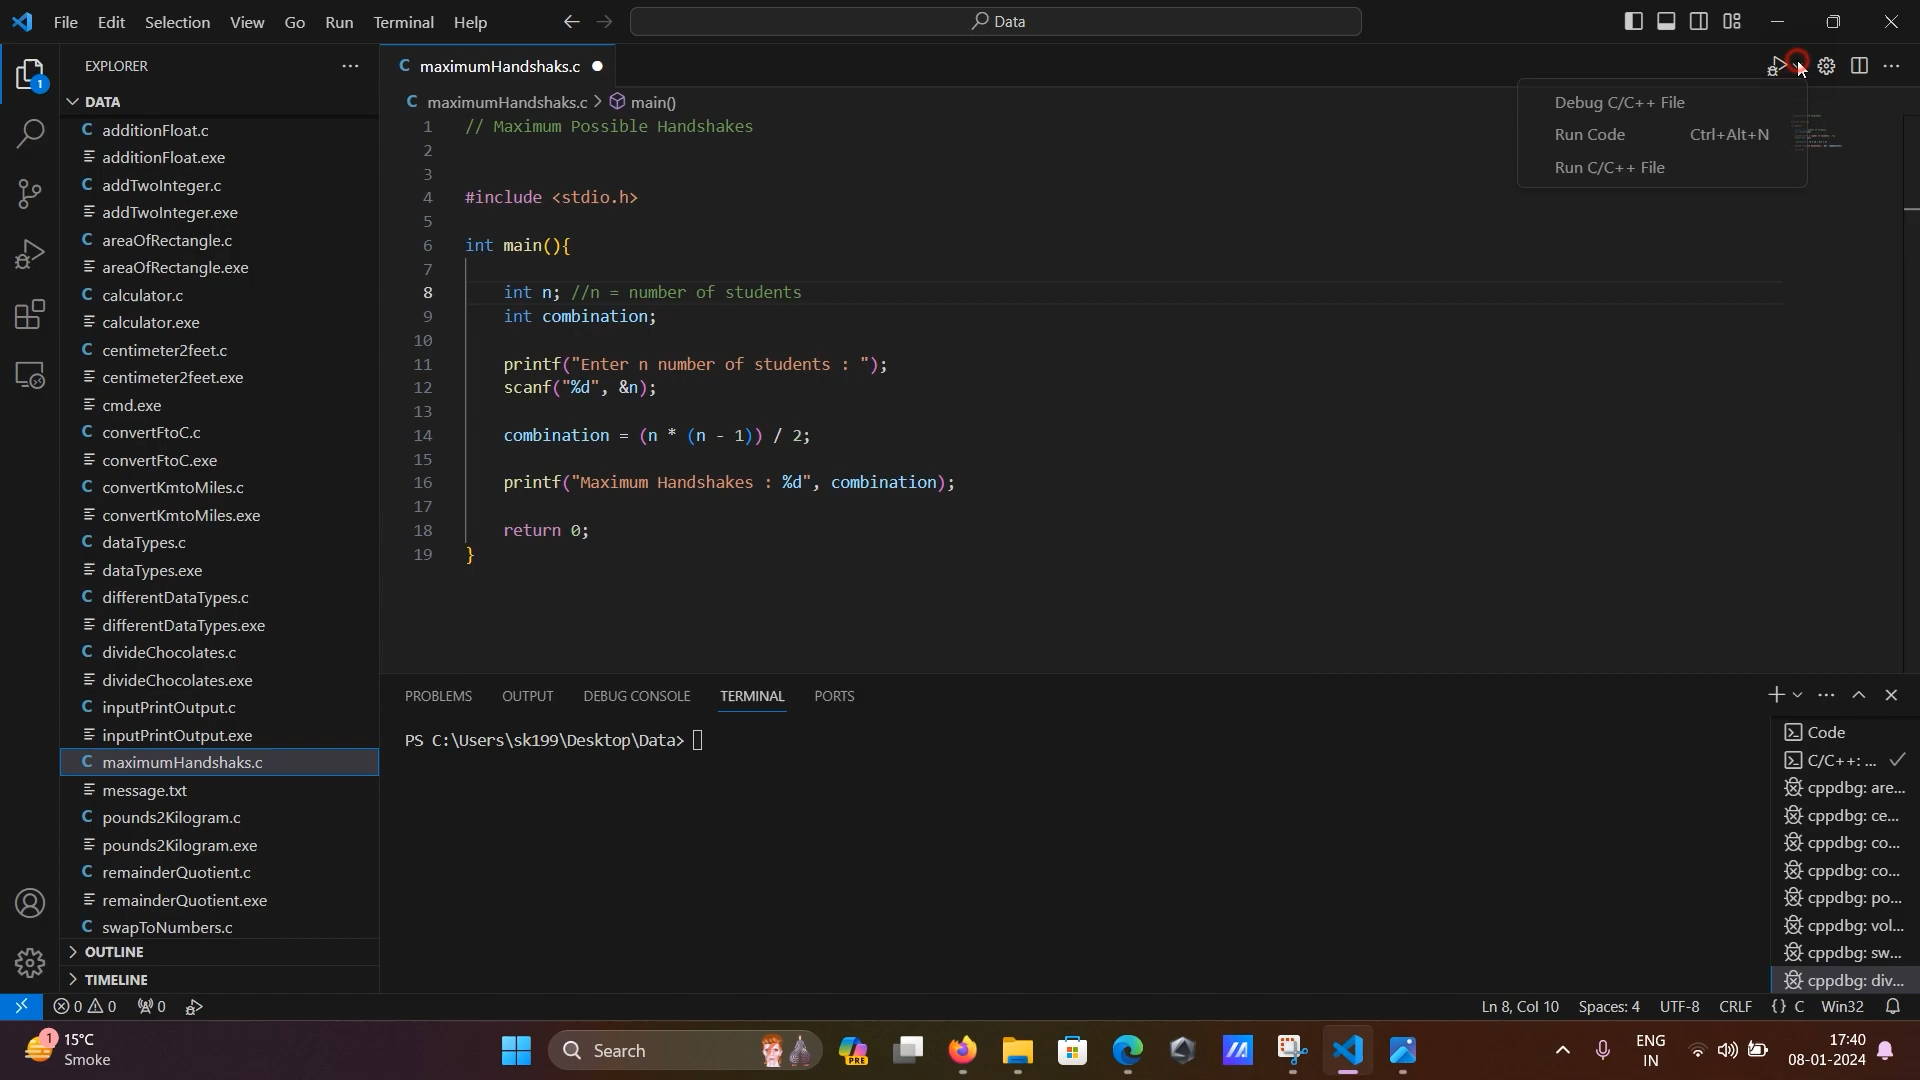 File Edit Selection View Go Run Terminal Help
Data
EXPLORER
1
DATA
C additionFloat.c
additionFloat.exe
C addTwoInteger.c
addTwoInteger.exe
C areaOfRectangle.c
areaOfRectangle.exe
C calculator.c
calculator.exe
C centimeter2feet.c
centimeter2feet.exe
cmd.exe
C convertFtoC.c
convertFtoC.exe
C convertKmtoMiles.c
convertKmtoMiles.exe
C dataTypes.c
dataTypes.exe
C differentDataTypes.c
differentDataTypes.exe
C divideChocolates.c
divideChocolates.exe
C inputPrintOutput.c
inputPrintOutput.exe
C maximumHandshaks.c
message.txt
C pounds2Kilogram.c
pounds2Kilogram.exe
C remainderQuotient.c
remainderQuotient.exe
C swapToNumbers.c
OUTLINE
TIMELINE
C maximumHandshaks.c
C maximumHandshaks.c > main()
Debug C/C++ File
Run Code Ctrl+Alt+N
Run C/C++ File
1 // Maximum Possible Handshakes
2
3
4 #include <stdio.h>
5
6 int main(){
7
8 int n; //n = number of students
9 int combination;
10
11 printf("Enter n number of students : ");
12 scanf("%d", &n);
13
14 combination = (n * (n - 1)) / 2;
15
16 printf("Maximum Handshakes : %d", combination);
17
18 return 0;
19 }
PROBLEMS OUTPUT DEBUG CONSOLE TERMINAL PORTS
PS C:\Users\sk199\Desktop\Data>
Code
C/C++: ...
cppdbg: are...
cppdbg: ce...
cppdbg: co...
cppdbg: co...
cppdbg: po...
cppdbg: vol...
cppdbg: sw...
cppdbg: div...
0 0 0
Ln 8, Col 10 Spaces: 4 UTF-8 CRLF {} C Win32
1
15°C
Smoke
Search
PRE
ENG
IN
17:40
08-01-2024